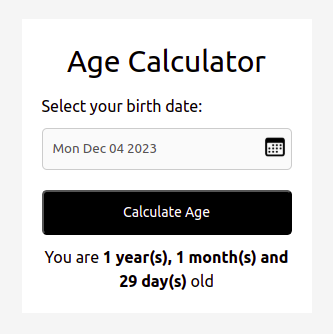 Age Calculator
Select your birth date:
Mon Dec 04 2023
Calculate Age
You are 1 year(s), 1 month(s) and
29 day(s) old